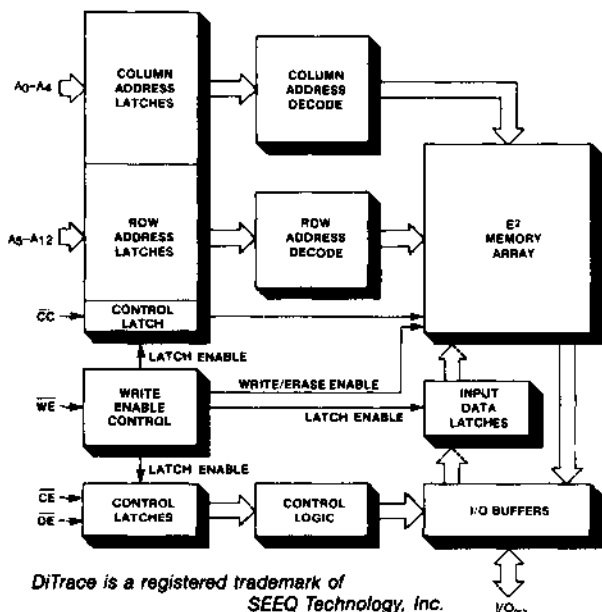 A0-A4
COLUMN
ADDRESS
LATCHES
COLUMN
ADDRESS
DECODE
A5-A12
ROW
ADDRESS
LATCHES
ROW
ADDRESS
DECODE
E2
MEMORY
ARRAY
CC
CONTROL
LATCH
LATCH ENABLE
WE
WRITE
ENABLE
CONTROL
WRITE/ERASE ENABLE
LATCH ENABLE
INPUT
DATA
LATCHES
LATCH ENABLE
CE
OE
CONTROL
LATCHES
CONTROL
LOGIC
I/O BUFFERS
DiTrace is a registered trademark of
SEEQ Technology, Inc.